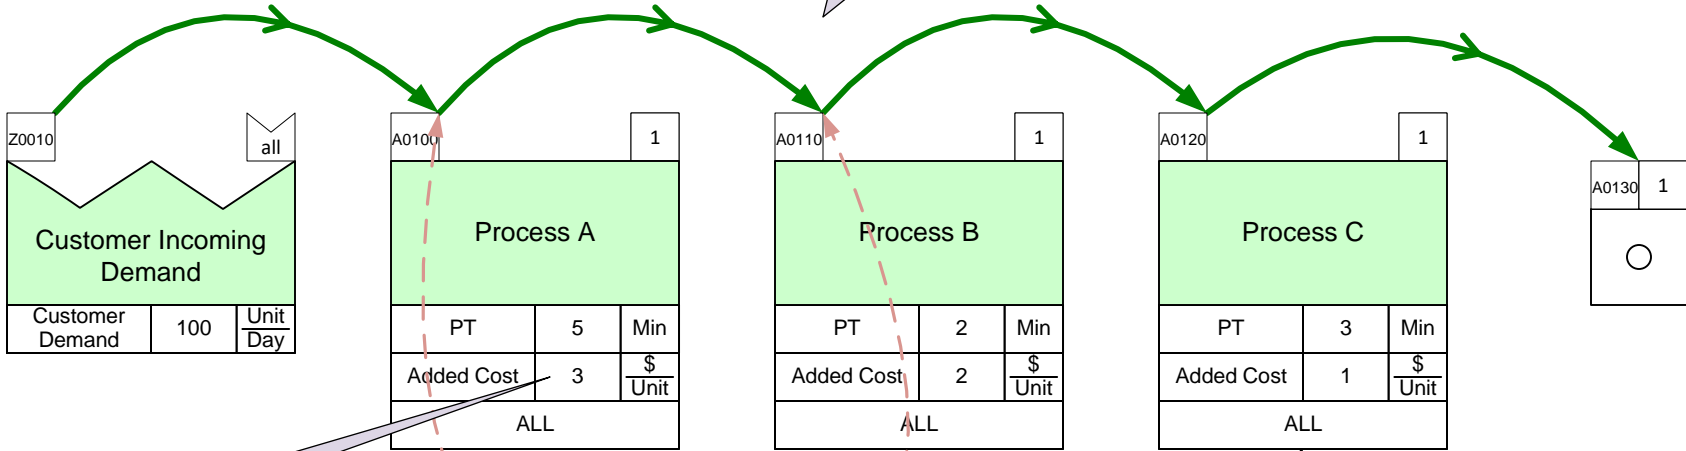 Z0010
all
Customer Incoming
Demand
Customer
Demand
100
Unit
Day
A0100
1
Process A
PT
5
Min
Added Cost
3
$
Unit
ALL
A0110
1
Process B
PT
2
Min
Added Cost
2
$
Unit
ALL
A0120
1
Process C
PT
3
Min
Added Cost
1
$
Unit
ALL
A0130
1